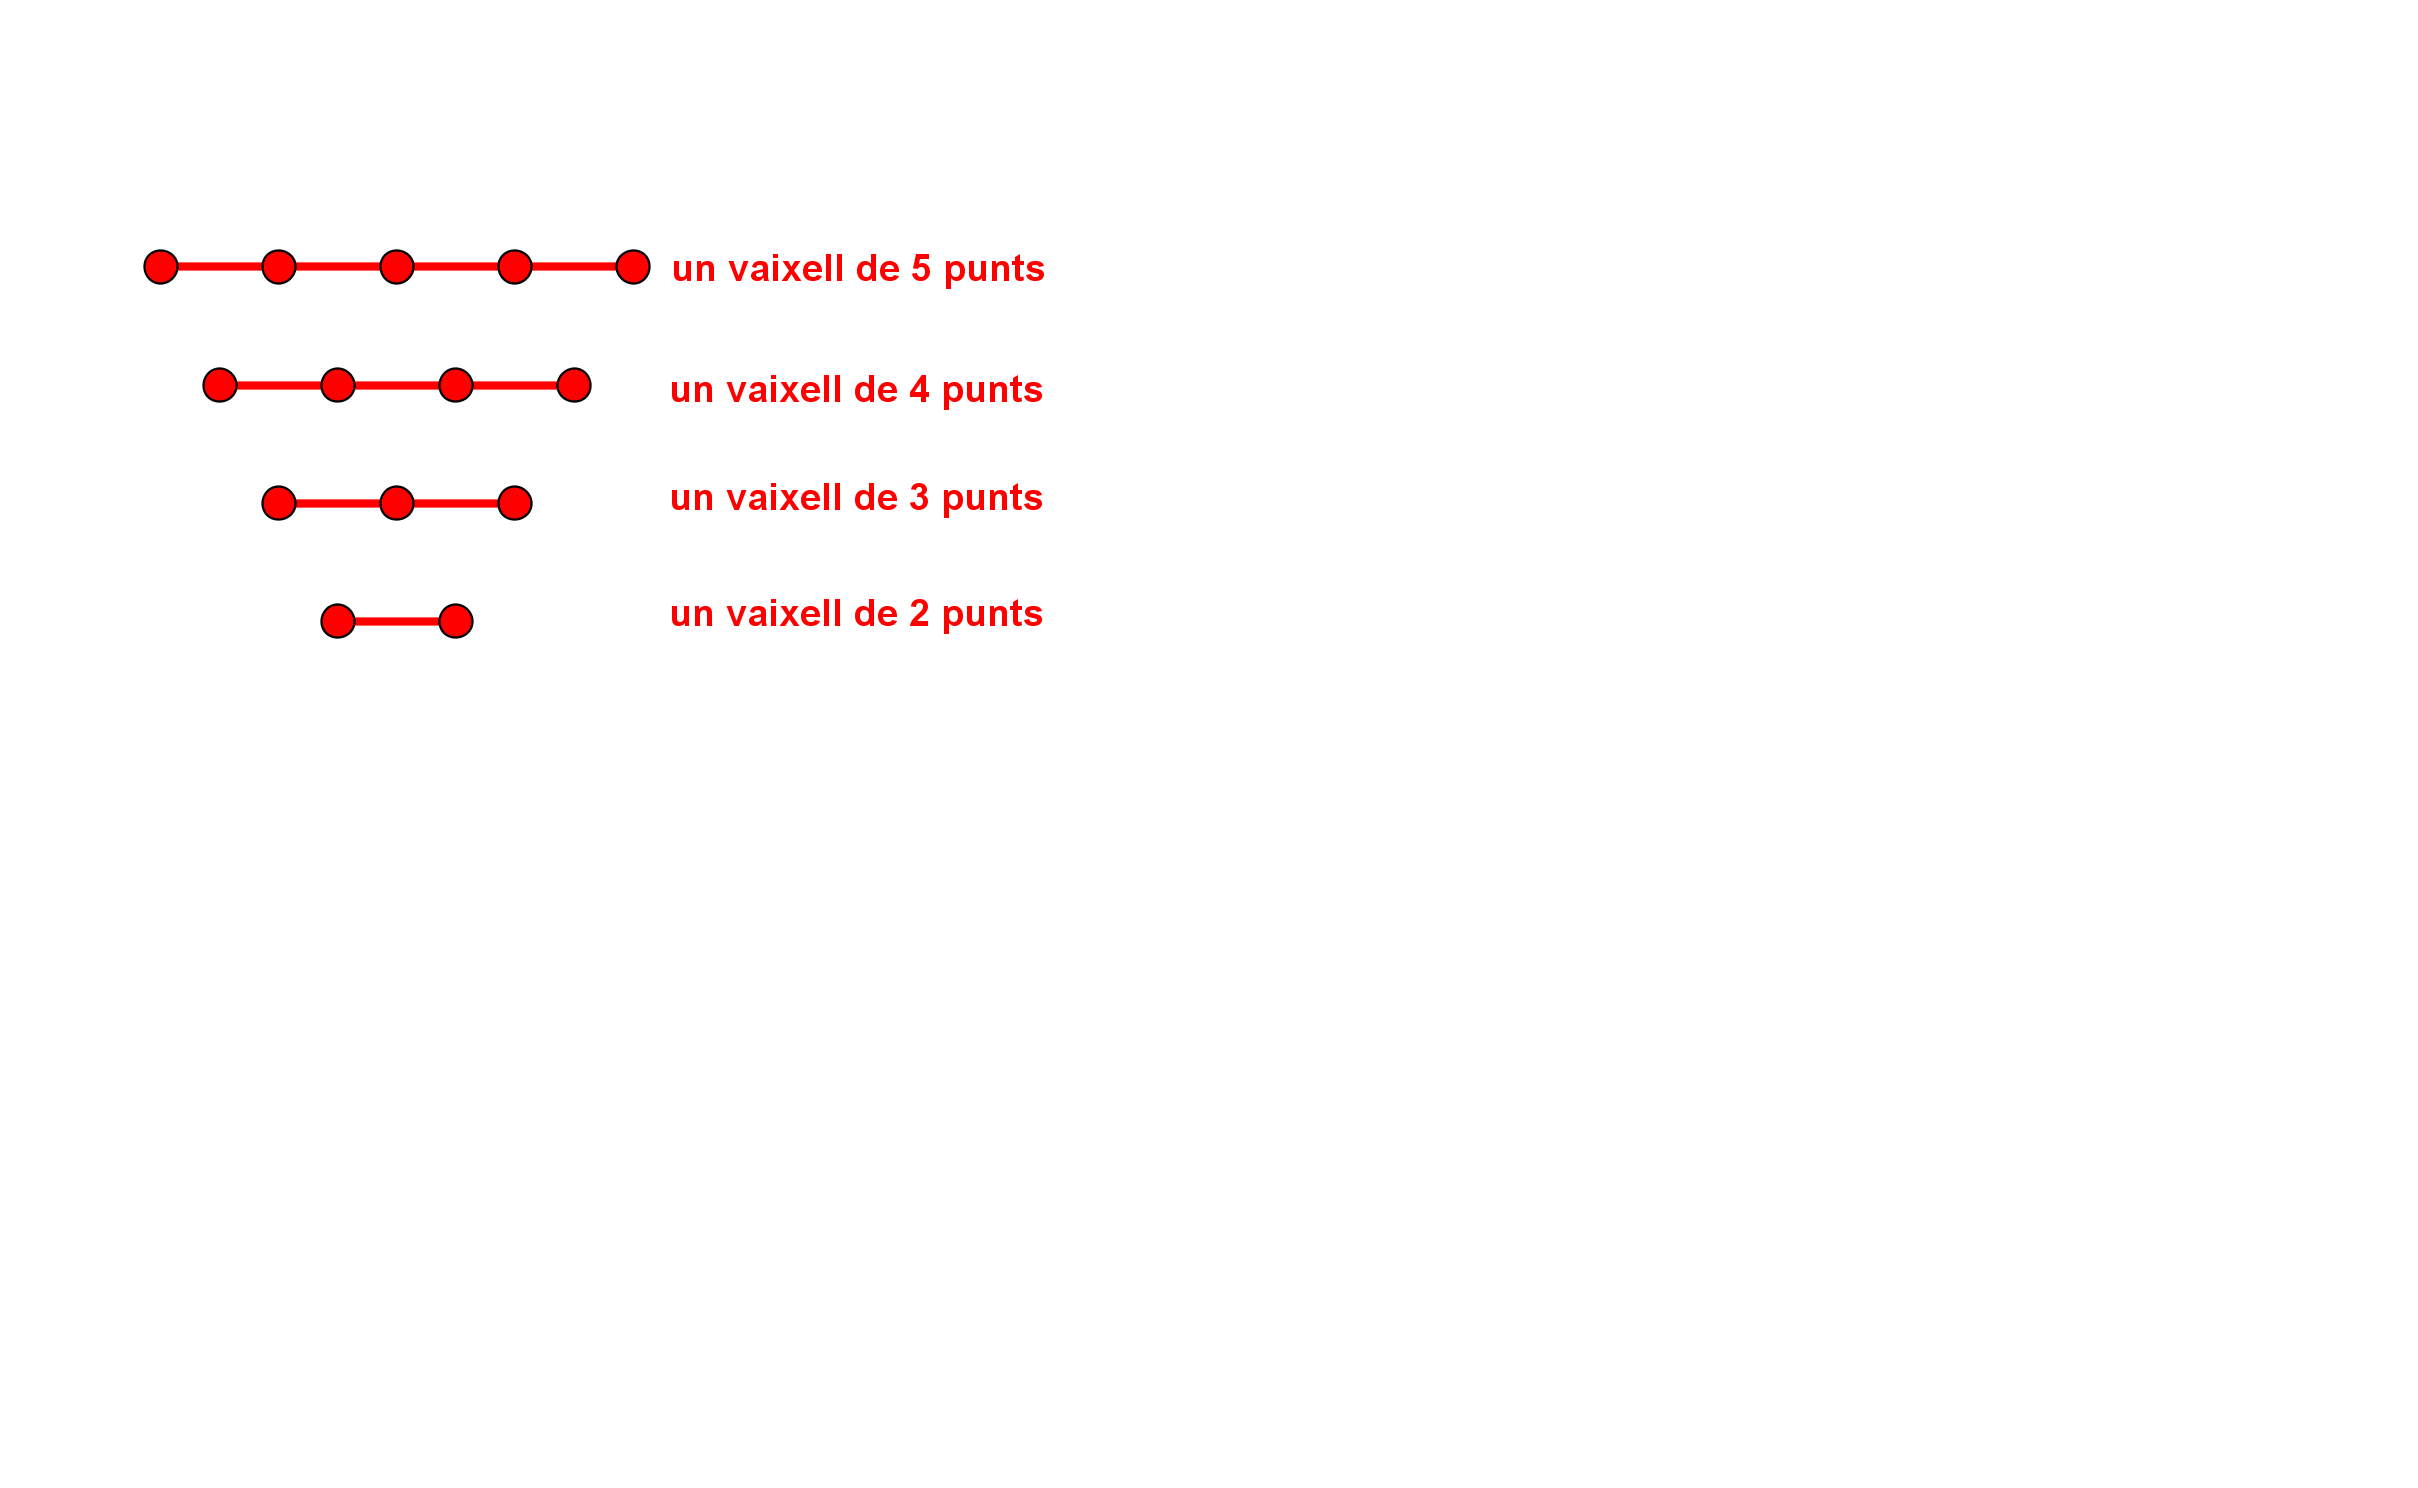 un vaixell de 5 punts
un vaixell de 4 punts
un vaixell de 3 punts
un vaixell de 2 punts